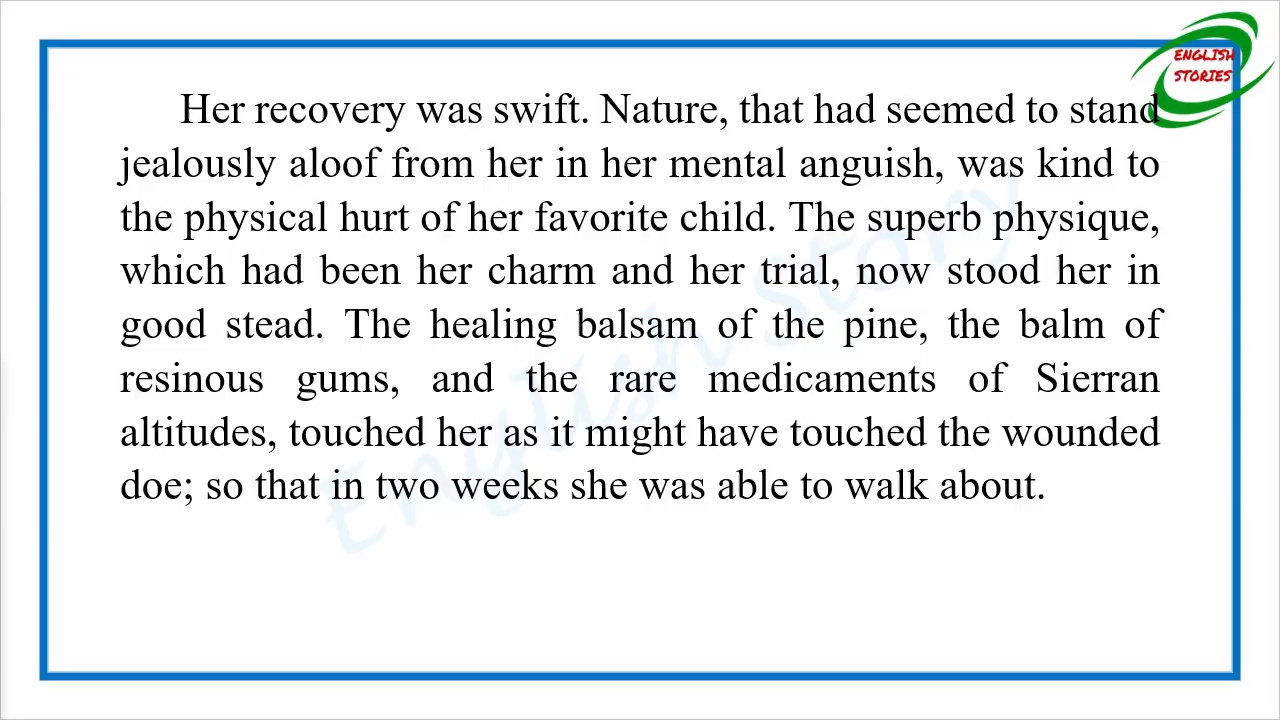 ENGLISH
STORIES
Her recovery was swift. Nature, that had seemed to stand
jealously aloof from her in her mental anguish, was kind to
the physical hurt of her favorite child. The superb physique,
which had been her charm and her trial, now stood her in
good stead. The healing balsam of the pine, the balm of
resinous gums, and the rare medicaments of Sierran
altitudes, touched her as it might have touched the wounded
doe; so that in two weeks she was able to walk about.
English Story